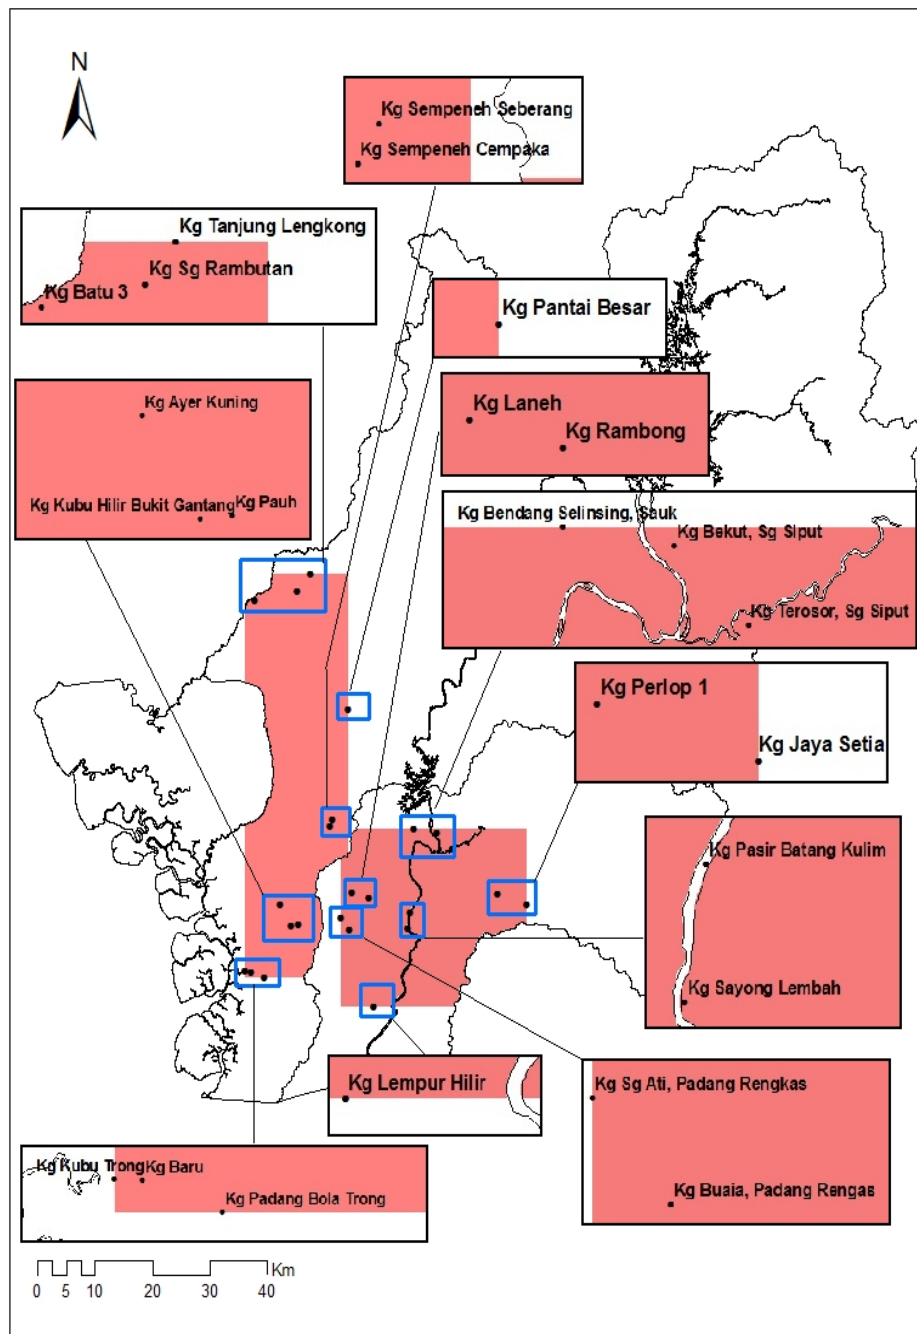 N
Kg Sempeneh Seberang
Kg Sempeneh Cempaka
Kg Tanjung Lengkong
Kg Sg Rambutan
Kg Batu 3
Kg Pantai Besar
Kg Laneh
Kg Rambong
Kg Ayer Kuning
Kg Kubu Hilir Bukit Gantang
Kg Pauh
Kg Bendang Selinsing, Sauk
Kg Bekut, Sg Siput
Kg Terosor, Sg Siput
Kg Perlop 1
Kg Jaya Setia
Kg Pasir Batang Kulim
Kg Sayong Lembah
Kg Lempur Hilir
Kg Sg Ati, Padang Rengkas
Kg Buaia, Padang Rengas
Kg Kubu Trong
Kg Baru
Kg Padang Bola Trong
Km
0 5 10 20 30 40